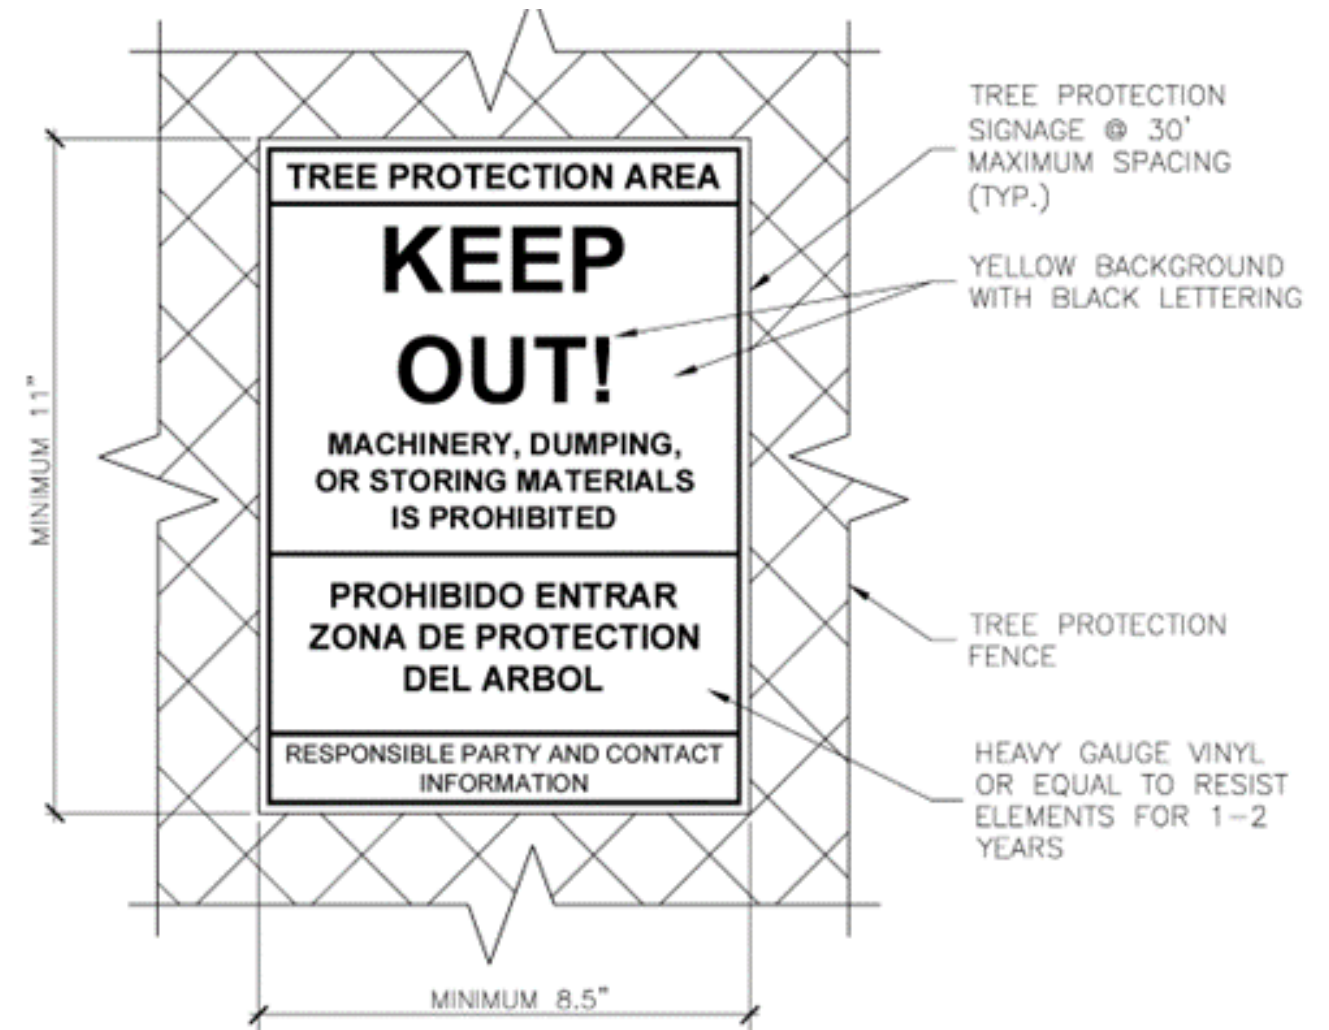 TREE PROTECTION AREA
KEEP
OUT!
MACHINERY, DUMPING,
OR STORING MATERIALS
IS PROHIBITED
PROHIBIDO ENTRAR
ZONA DE PROTECTION
DEL ARBOL
RESPONSIBLE PARTY AND CONTACT
INFORMATION
MINIMUM 11"
MINIMUM 8.5"
TREE PROTECTION
SIGNAGE @ 30'
MAXIMUM SPACING
(TYP.)
YELLOW BACKGROUND
WITH BLACK LETTERING
TREE PROTECTION
FENCE
HEAVY GAUGE VINYL
OR EQUAL TO RESIST
ELEMENTS FOR 1-2
YEARS